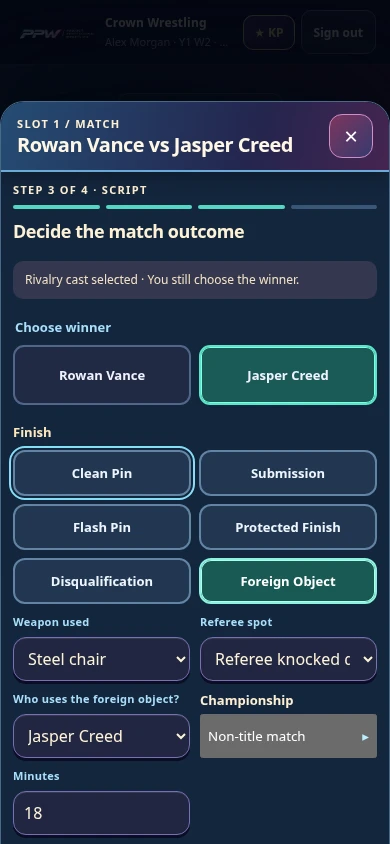 PPW
Crown Wrestling
Alex Morgan · Y1 W2 · ...
★ KP
Sign out
SLOT 1 / MATCH
Rowan Vance vs Jasper Creed
✕
STEP 3 OF 4 · SCRIPT
Decide the match outcome
Rivalry cast selected · You still choose the winner.
Choose winner
Rowan Vance
Jasper Creed
Finish
Clean Pin
Submission
Flash Pin
Protected Finish
Disqualification
Foreign Object
Weapon used
Referee spot
Steel chair
Referee knocked
Who uses the foreign object?
Championship
Jasper Creed
Non-title match
Minutes
18